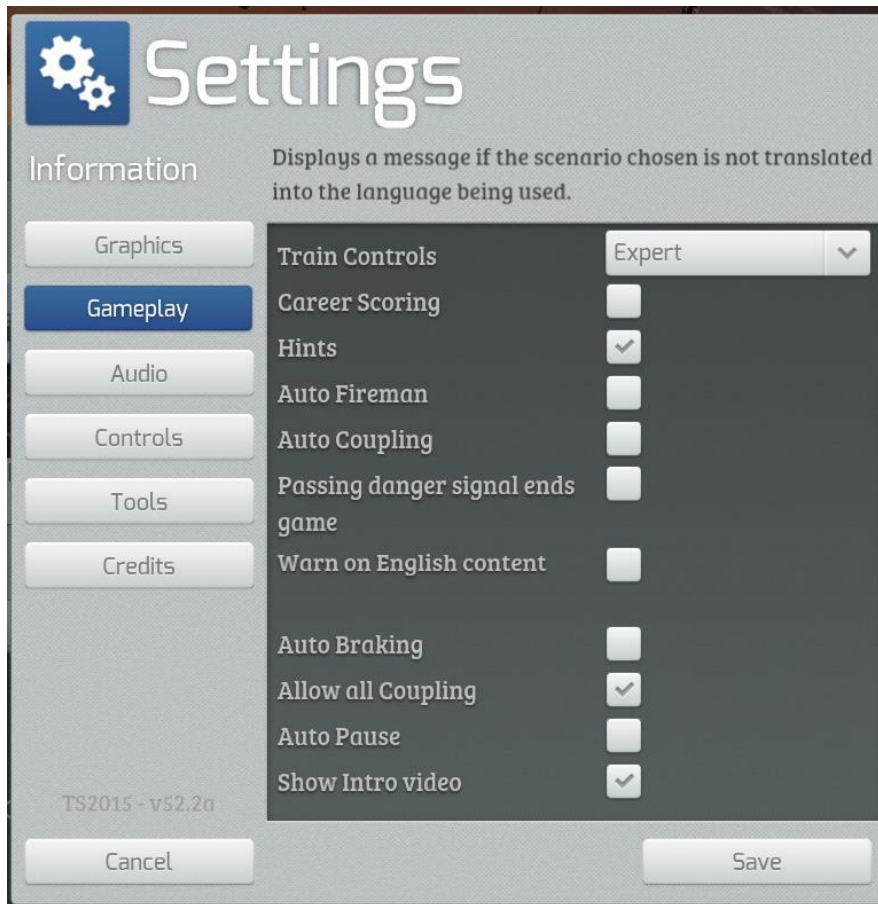 Settings
Information
Displays a message if the scenario chosen is not translated
into the language being used.
Graphics
Gameplay
Audio
Controls
Tools
Credits
TS2015 - v52.2a
Cancel
Train Controls
Expert
Career Scoring
Hints
Auto Fireman
Auto Coupling
Passing danger signal ends
game
Warn on English content
Auto Braking
Allow all Coupling
Auto Pause
Show Intro video
Save